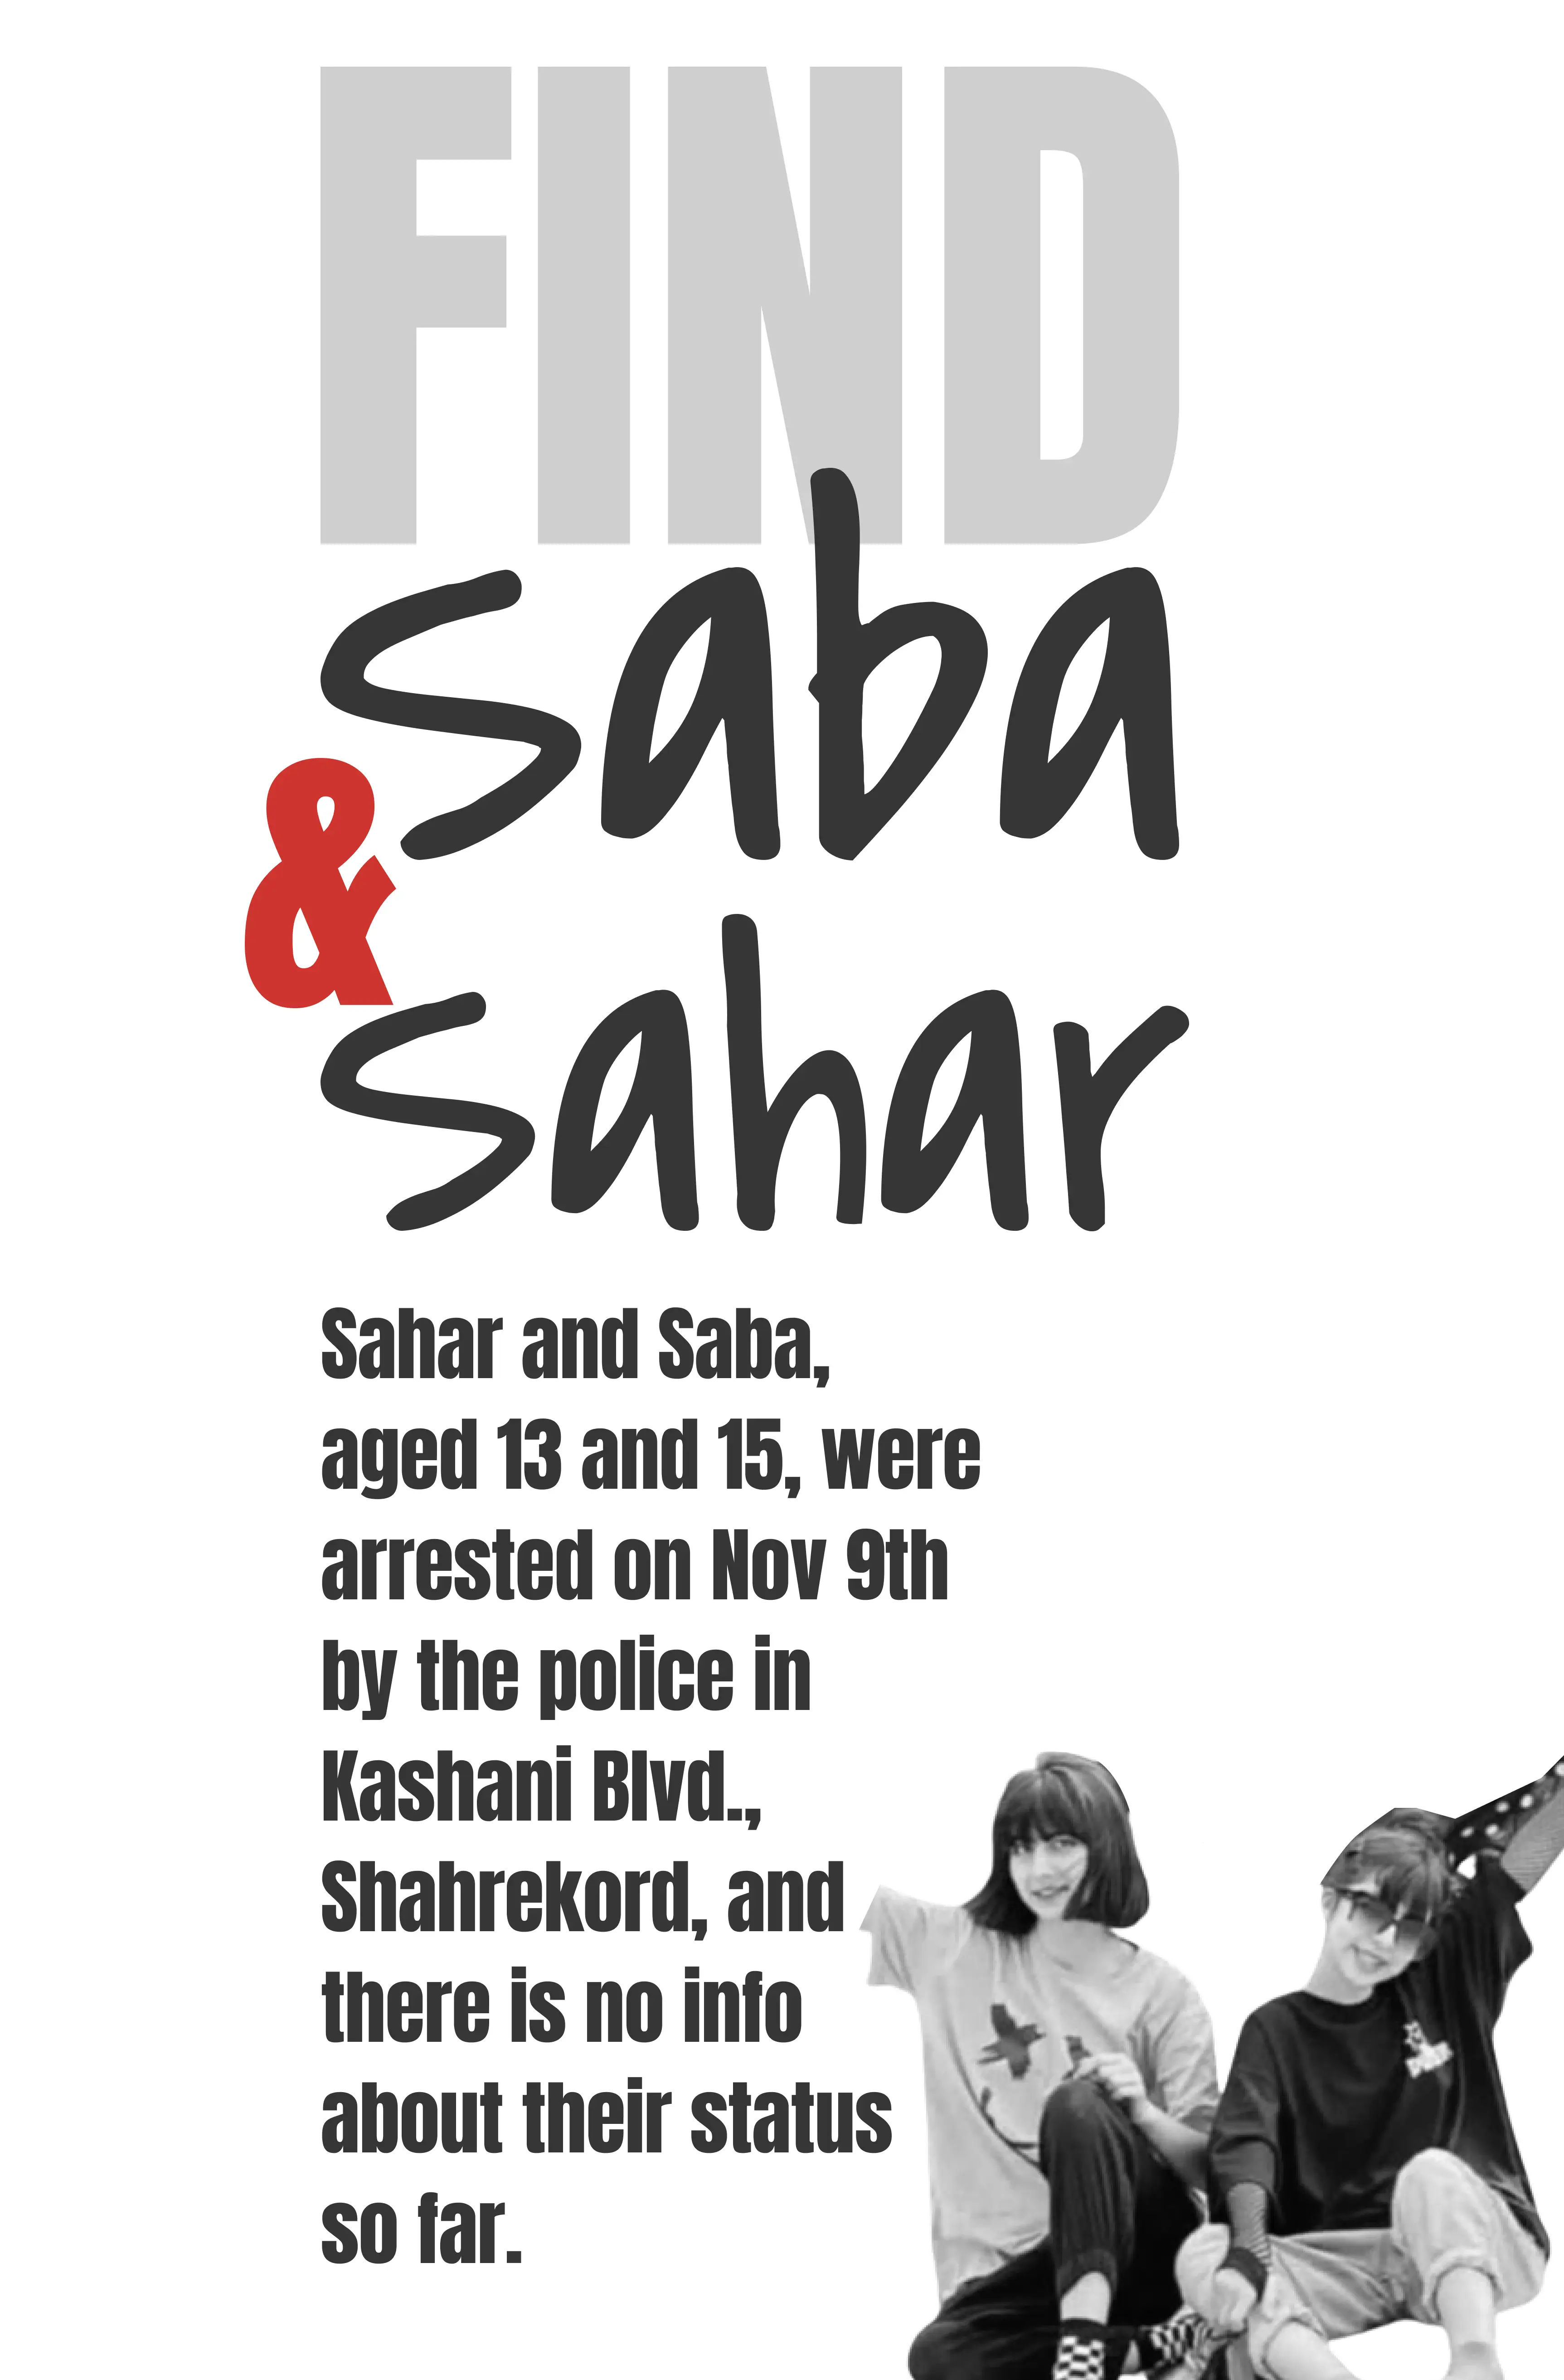 FIND
saba
&
sahar
Sahar and Saba,
aged 13 and 15, were
arrested on Nov 9th
by the police in
Kashani Blvd.,
Shahrekord, and
there is no info
about their status
so far.